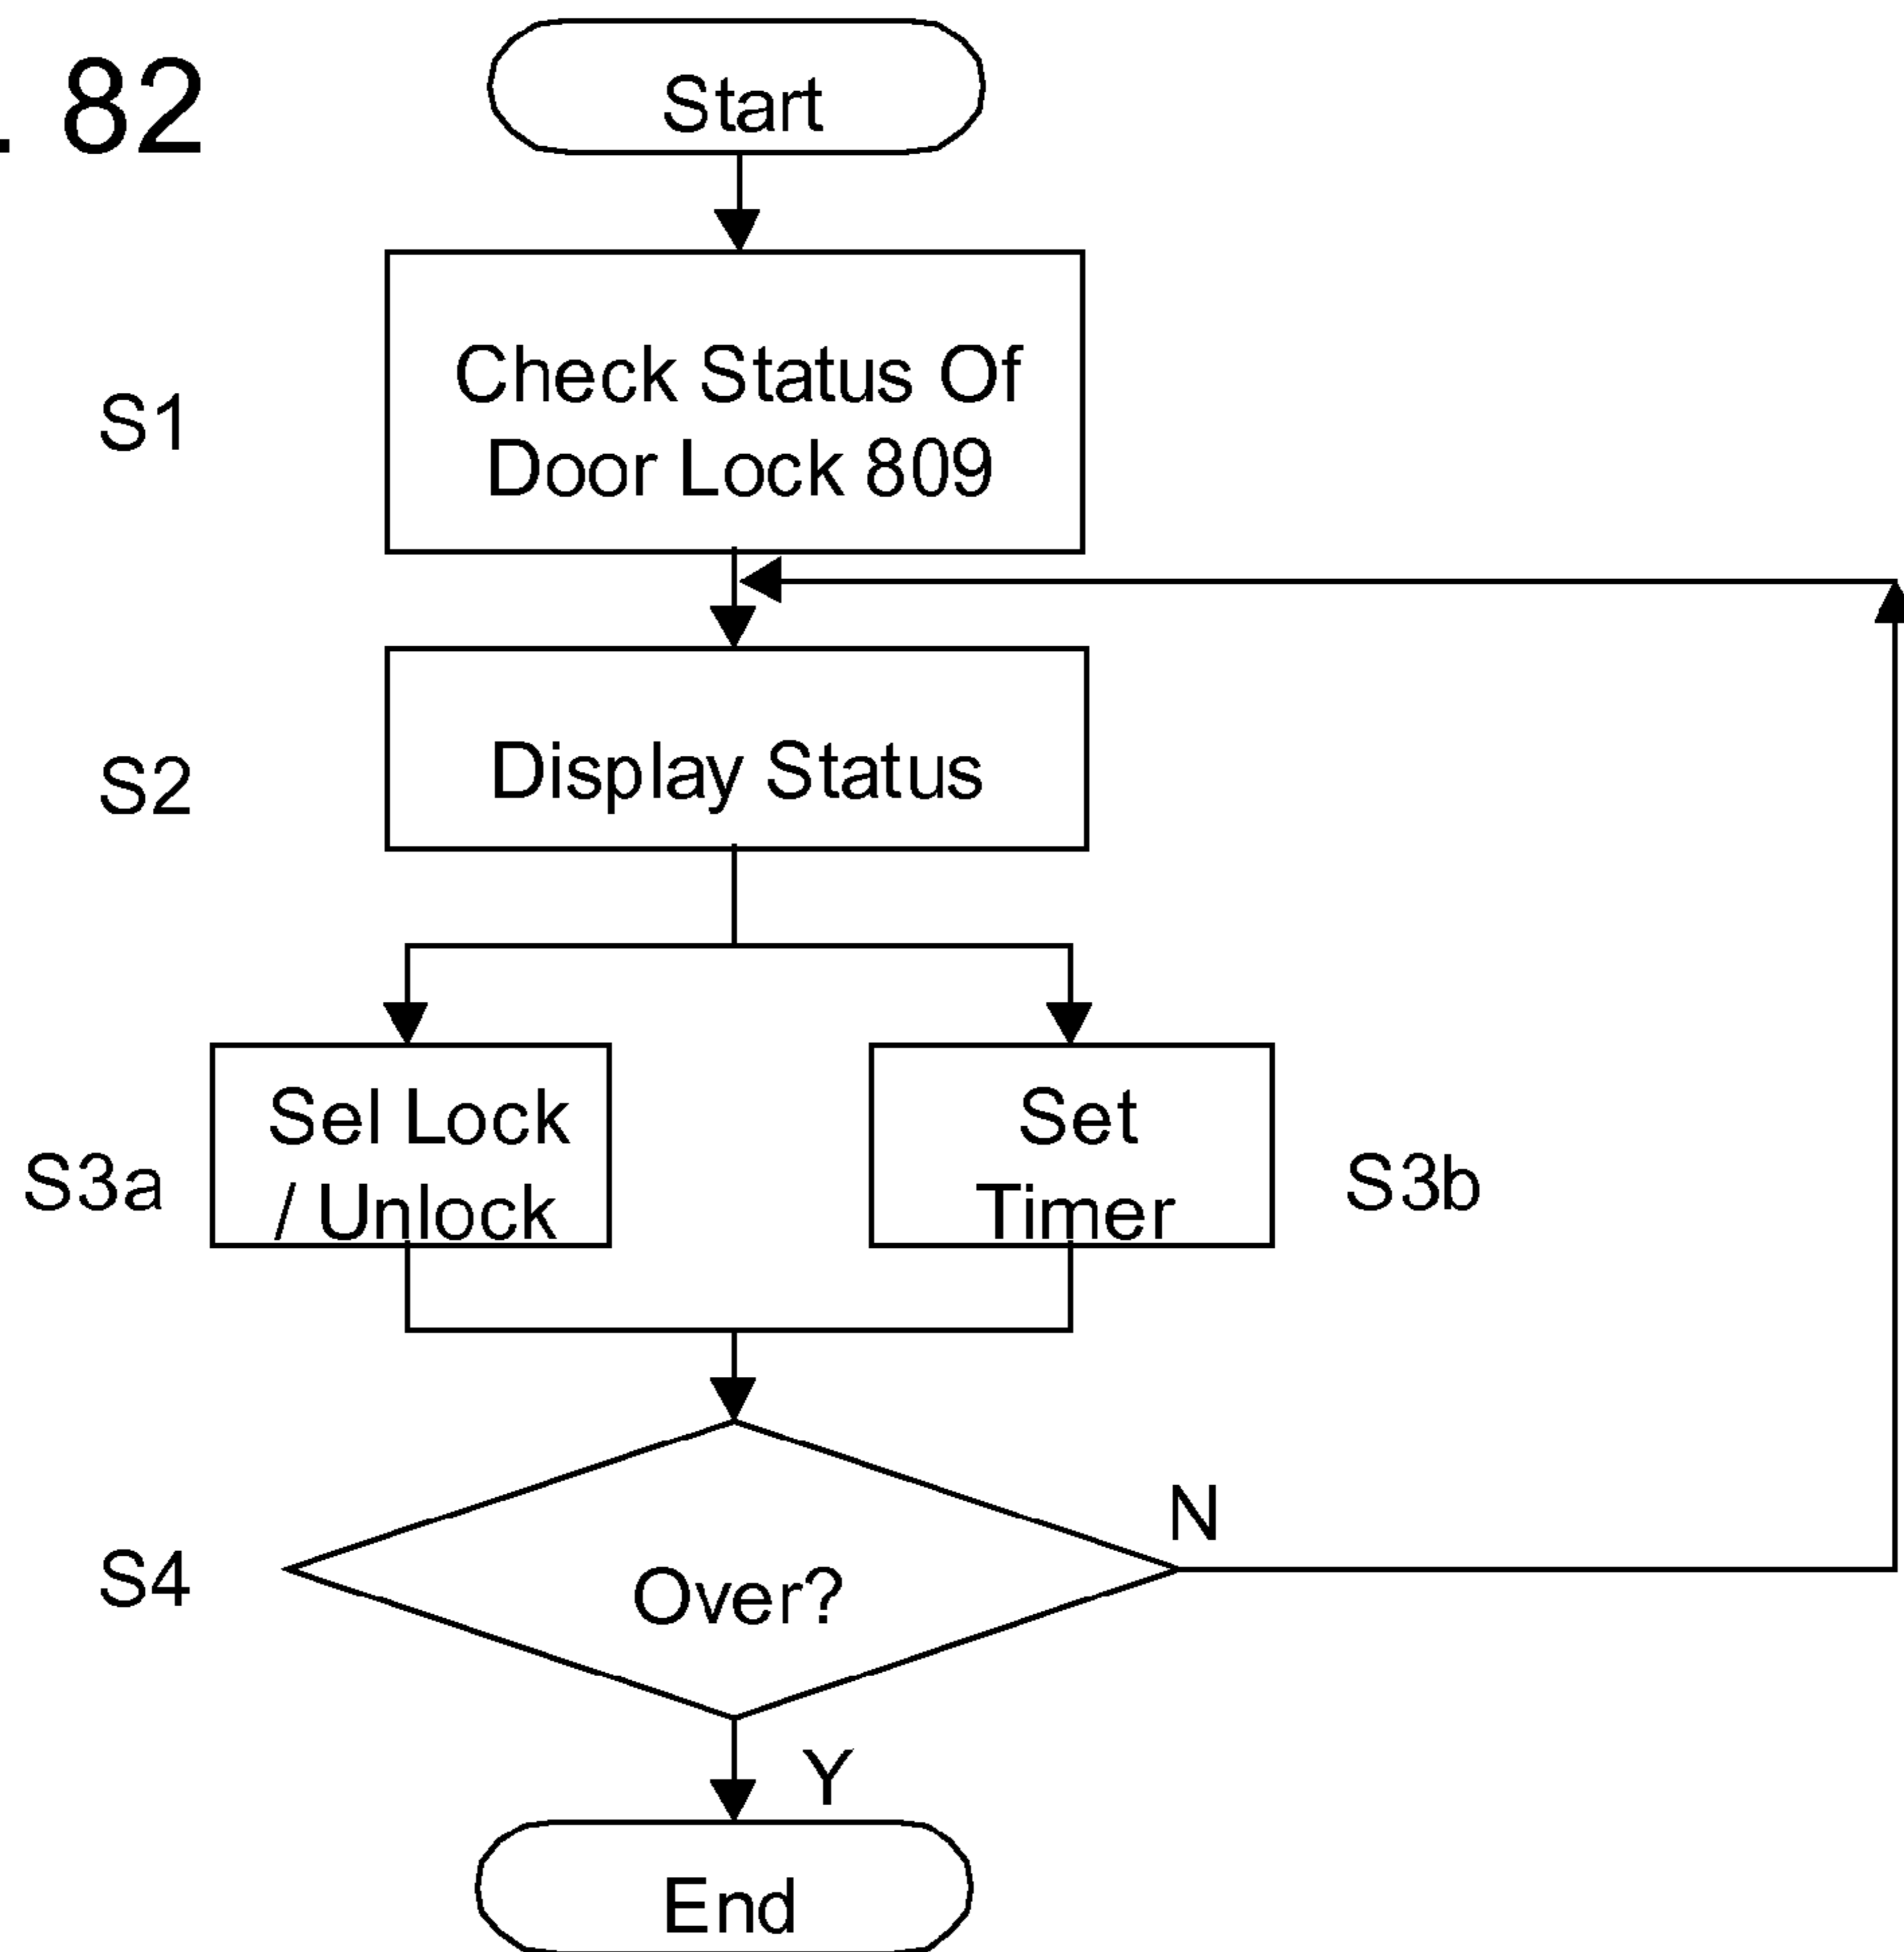 . 82
Start
S1
Check Status Of
Door Lock 809
S2
Display Status
S3a
Sel Lock
/ Unlock
Set
Timer
S3b
S4
Over?
N
Y
End